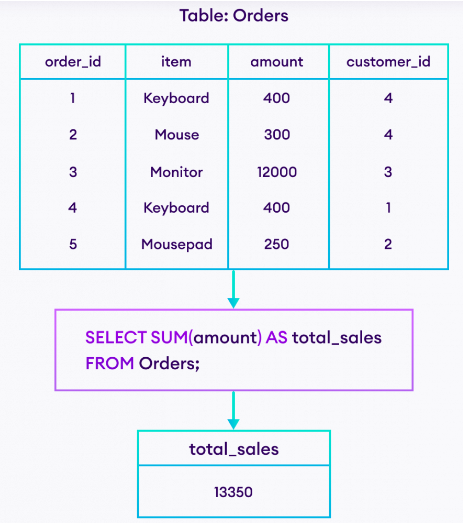 Table: Orders
order_id item amount customer_id
1 Keyboard 400 4
2 Mouse 300 4
3 Monitor 12000 3
4 Keyboard 400 1
5 Mousepad 250 2
SELECT SUM(amount) AS total_sales
FROM Orders;
total_sales
13350